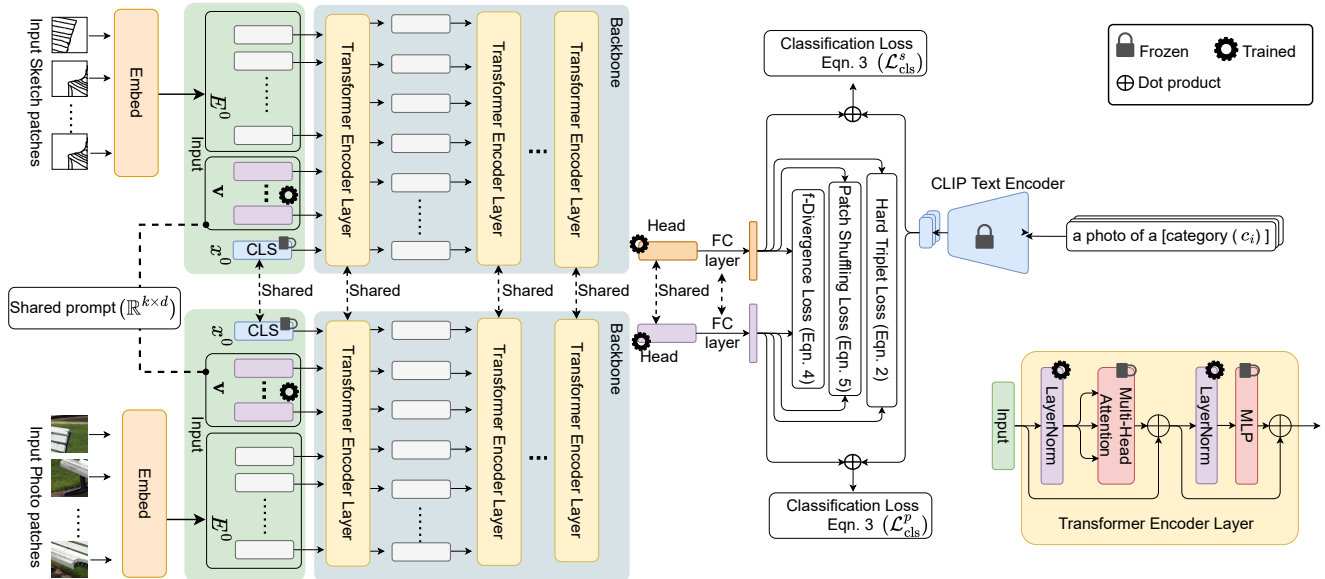 Input Sketch patches
Embed
E^0
Input
v
x^0
CLS
Transformer Encoder Layer
Transformer Encoder Layer
...
Transformer Encoder Layer
Backbone
Shared prompt (ℝ^{k×d})
Shared
Shared
Shared
Shared
Shared
x^0
CLS
v
Input
E^0
Input Photo patches
Embed
Transformer Encoder Layer
Transformer Encoder Layer
...
Transformer Encoder Layer
Backbone
Head
FC
layer
Head
FC
layer
Classification Loss
Eqn. 3 (ℒ^s_cls)
f-Divergence Loss (Eqn. 4)
Patch Shuffling Loss (Eqn. 5)
Hard Triplet Loss (Eqn. 2)
Classification Loss
Eqn. 3 (ℒ^p_cls)
CLIP Text Encoder
a photo of a [category (c_i) ]
Frozen
Trained
Dot product
Input
LayerNorm
Multi-Head
Attention
LayerNorm
MLP
Transformer Encoder Layer